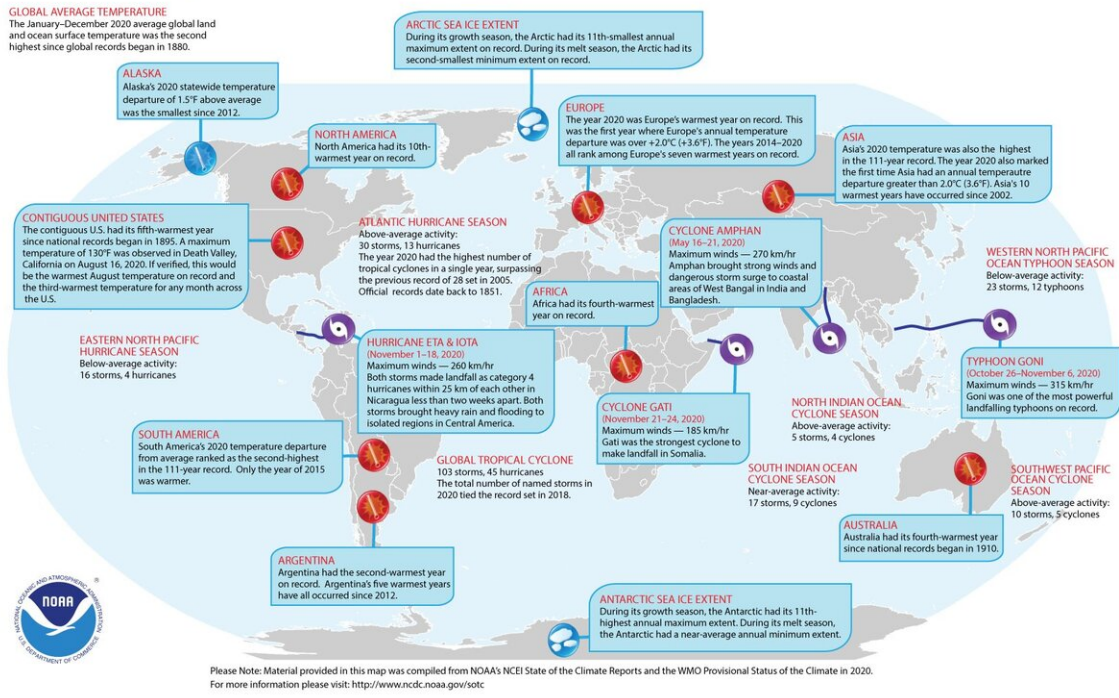 GLOBAL AVERAGE TEMPERATURE
The January–December 2020 average global land
and ocean surface temperature was the second
highest since global records began in 1880.
ARCTIC SEA ICE EXTENT
During its growth season, the Arctic had its 11th-smallest annual
maximum extent on record. During its melt season, the Arctic had its
second-smallest minimum extent on record.
ALASKA
Alaska's 2020 statewide temperature
departure of 1.5°F above average
was the smallest since 2012.
NORTH AMERICA
North America had its 10th-
warmest year on record.
EUROPE
The year 2020 was Europe's warmest year on record. This
was the first year where Europe's annual temperature
departure was over +2.0°C (+3.6°F). The years 2014–2020
all rank among Europe's seven warmest years on record.
ASIA
Asia's 2020 temperature was also the highest
in the 111-year record. The year 2020 also marked
the first time Asia had an annual temperautre
departure greater than 2.0°C (3.6°F). Asia's 10
warmest years have occurred since 2002.
CONTIGUOUS UNITED STATES
The contiguous U.S. had its fifth-warmest year
since national records began in 1895. A maximum
temperature of 130°F was observed in Death Valley,
California on August 16, 2020. If verified, this would
be the warmest August temperature on record and
the third-warmest temperature for any month across
the U.S.
ATLANTIC HURRICANE SEASON
Above-average activity:
30 storms, 13 hurricanes
The year 2020 had the highest number of
tropical cyclones in a single year, surpassing
the previous record of 28 set in 2005.
Official records date back to 1851.
CYCLONE AMPHAN
(May 16–21, 2020)
Maximum winds — 270 km/hr
Amphan brought strong winds and
dangerous storm surge to coastal
areas of West Bangal in India and
Bangladesh.
WESTERN NORTH PACIFIC
OCEAN TYPHOON SEASON
Below-average activity:
23 storms, 12 typhoons
AFRICA
Africa had its fourth-warmest
year on record.
EASTERN NORTH PACIFIC
HURRICANE SEASON
Below-average activity:
16 storms, 4 hurricanes
HURRICANE ETA & IOTA
(November 1–18, 2020)
Maximum winds — 260 km/hr
Both storms made landfall as category 4
hurricanes within 25 km of each other in
Nicaragua less than two weeks apart. Both
storms brought heavy rain and flooding to
isolated regions in Central America.
TYPHOON GONI
(October 26–November 6, 2020)
Maximum winds — 315 km/hr
Goni was one of the most powerful
landfalling typhoons on record.
CYCLONE GATI
(November 21–24, 2020)
Maximum winds — 185 km/hr
Gati was the strongest cyclone to
make landfall in Somalia.
NORTH INDIAN OCEAN
CYCLONE SEASON
Above-average activity:
5 storms, 4 cyclones
SOUTH AMERICA
South America's 2020 temperature departure
from average ranked as the second-highest
in the 111-year record. Only the year of 2015
was warmer.
GLOBAL TROPICAL CYCLONE
103 storms, 45 hurricanes
The total number of named storms in
2020 tied the record set in 2018.
SOUTH INDIAN OCEAN
CYCLONE SEASON
Near-average activity:
17 storms, 9 cyclones
SOUTHWEST PACIFIC
OCEAN CYCLONE
SEASON
Above-average activity:
10 storms, 5 cyclones
AUSTRALIA
Australia had its fourth-warmest year
since national records began in 1910.
ARGENTINA
Argentina had the second-warmest year
on record. Argentina's five warmest years
have all occurred since 2012.
ANTARCTIC SEA ICE EXTENT
During its growth season, the Antarctic had its 11th-
highest annual maximum extent. During its melt season,
the Antarctic had a near-average annual minimum extent.
NATIONAL OCEANIC AND ATMOSPHERIC ADMINISTRATION
NOAA
U.S. DEPARTMENT OF COMMERCE
®
Please Note: Material provided in this map was compiled from NOAA's NCEI State of the Climate Reports and the WMO Provisional Status of the Climate in 2020.
For more information please visit: http://www.ncdc.noaa.gov/sotc